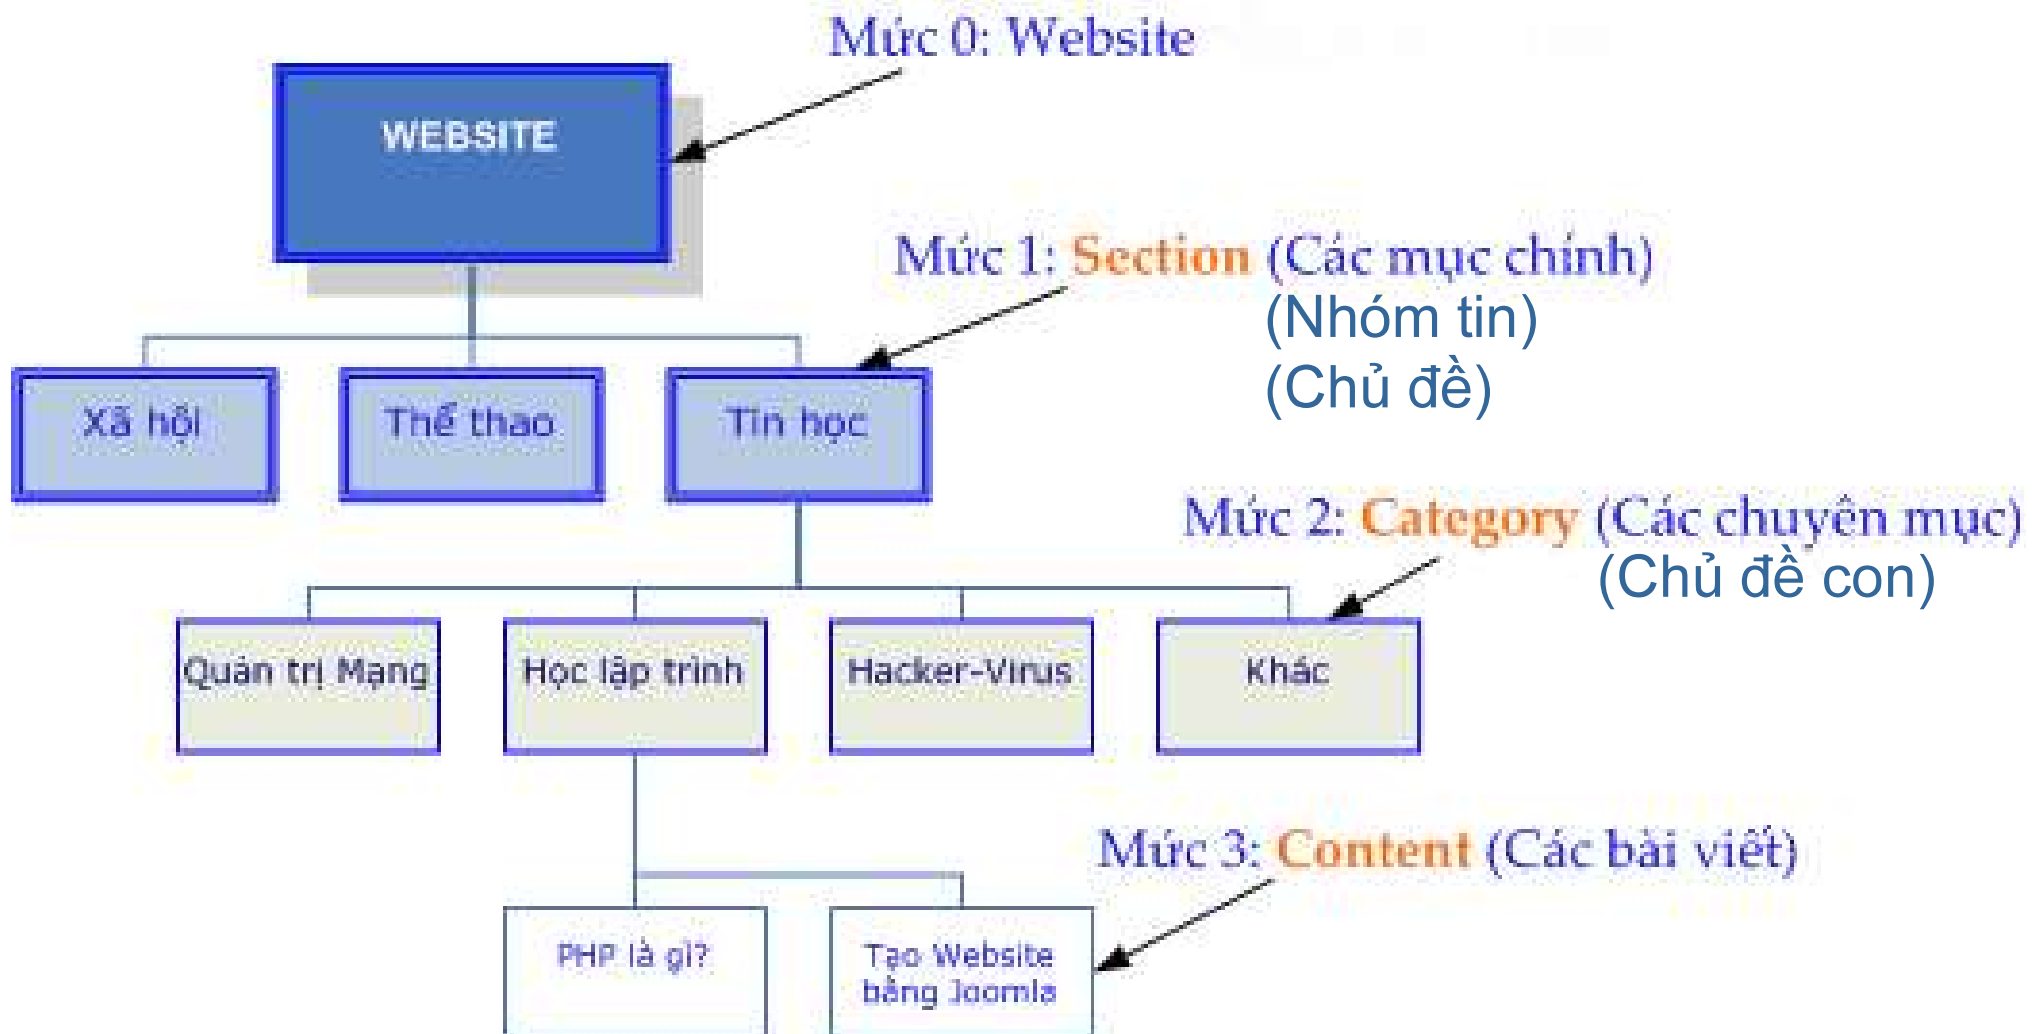 Mức 0: Website
WEBSITE
Mức 1: Section (Các mục chính)
(Nhóm tin)
(Chủ đề)
Xã hội
Thể thao
Tin học
Mức 2: Category (Các chuyên mục)
(Chủ đề con)
Quản trị Mạng
Học lập trình
Hacker-Virus
Khác
Mức 3: Content (Các bài viết)
PHP là gì?
Tạo Website
bằng Joomla